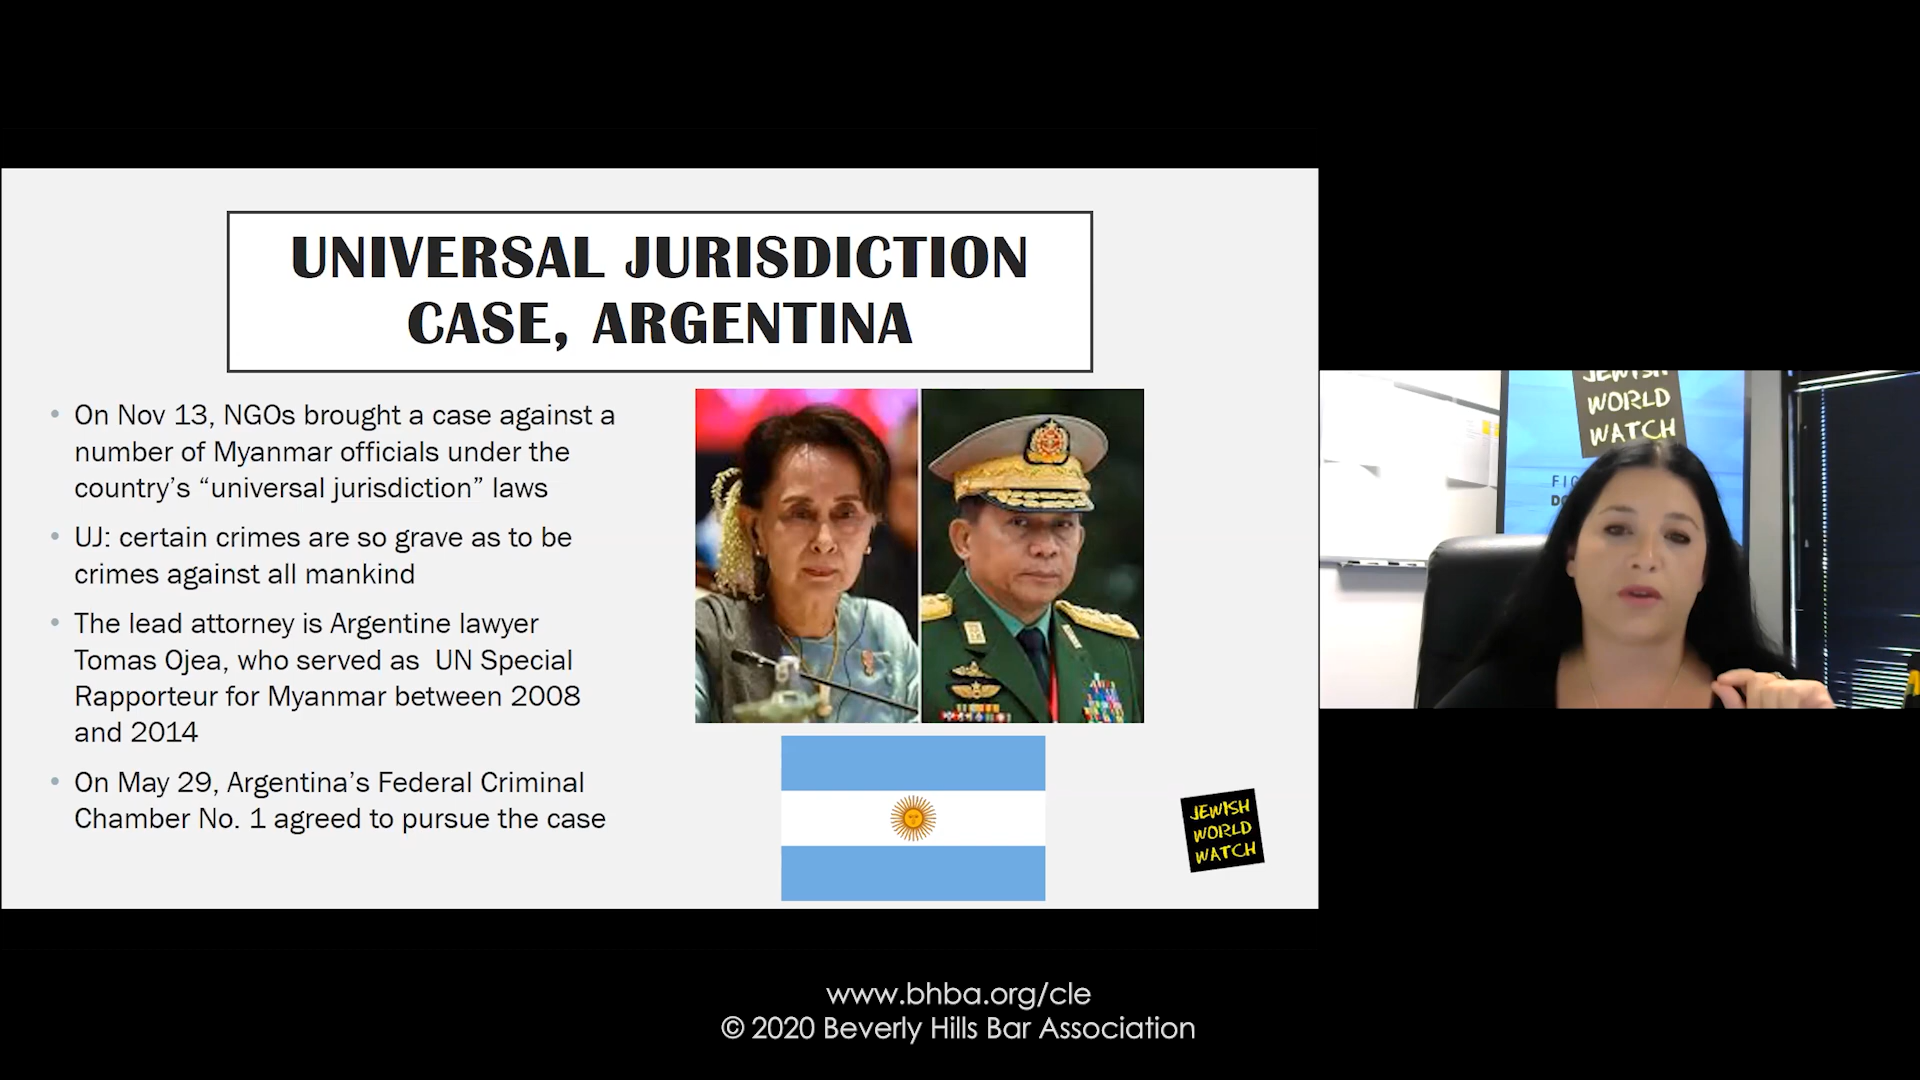 UNIVERSAL JURISDICTION
CASE, ARGENTINA
• On Nov 13, NGOs brought a case against a
number of Myanmar officials under the
country's “universal jurisdiction” laws
• UJ: certain crimes are so grave as to be
crimes against all mankind
• The lead attorney is Argentine lawyer
Tomas Ojea, who served as UN Special
Rapporteur for Myanmar between 2008
and 2014
• On May 29, Argentina's Federal Criminal
Chamber No. 1 agreed to pursue the case
JEWISH
WORLD
WATCH
JEWISH
WORLD
WATCH
www.bhba.org/cle
© 2020 Beverly Hills Bar Association